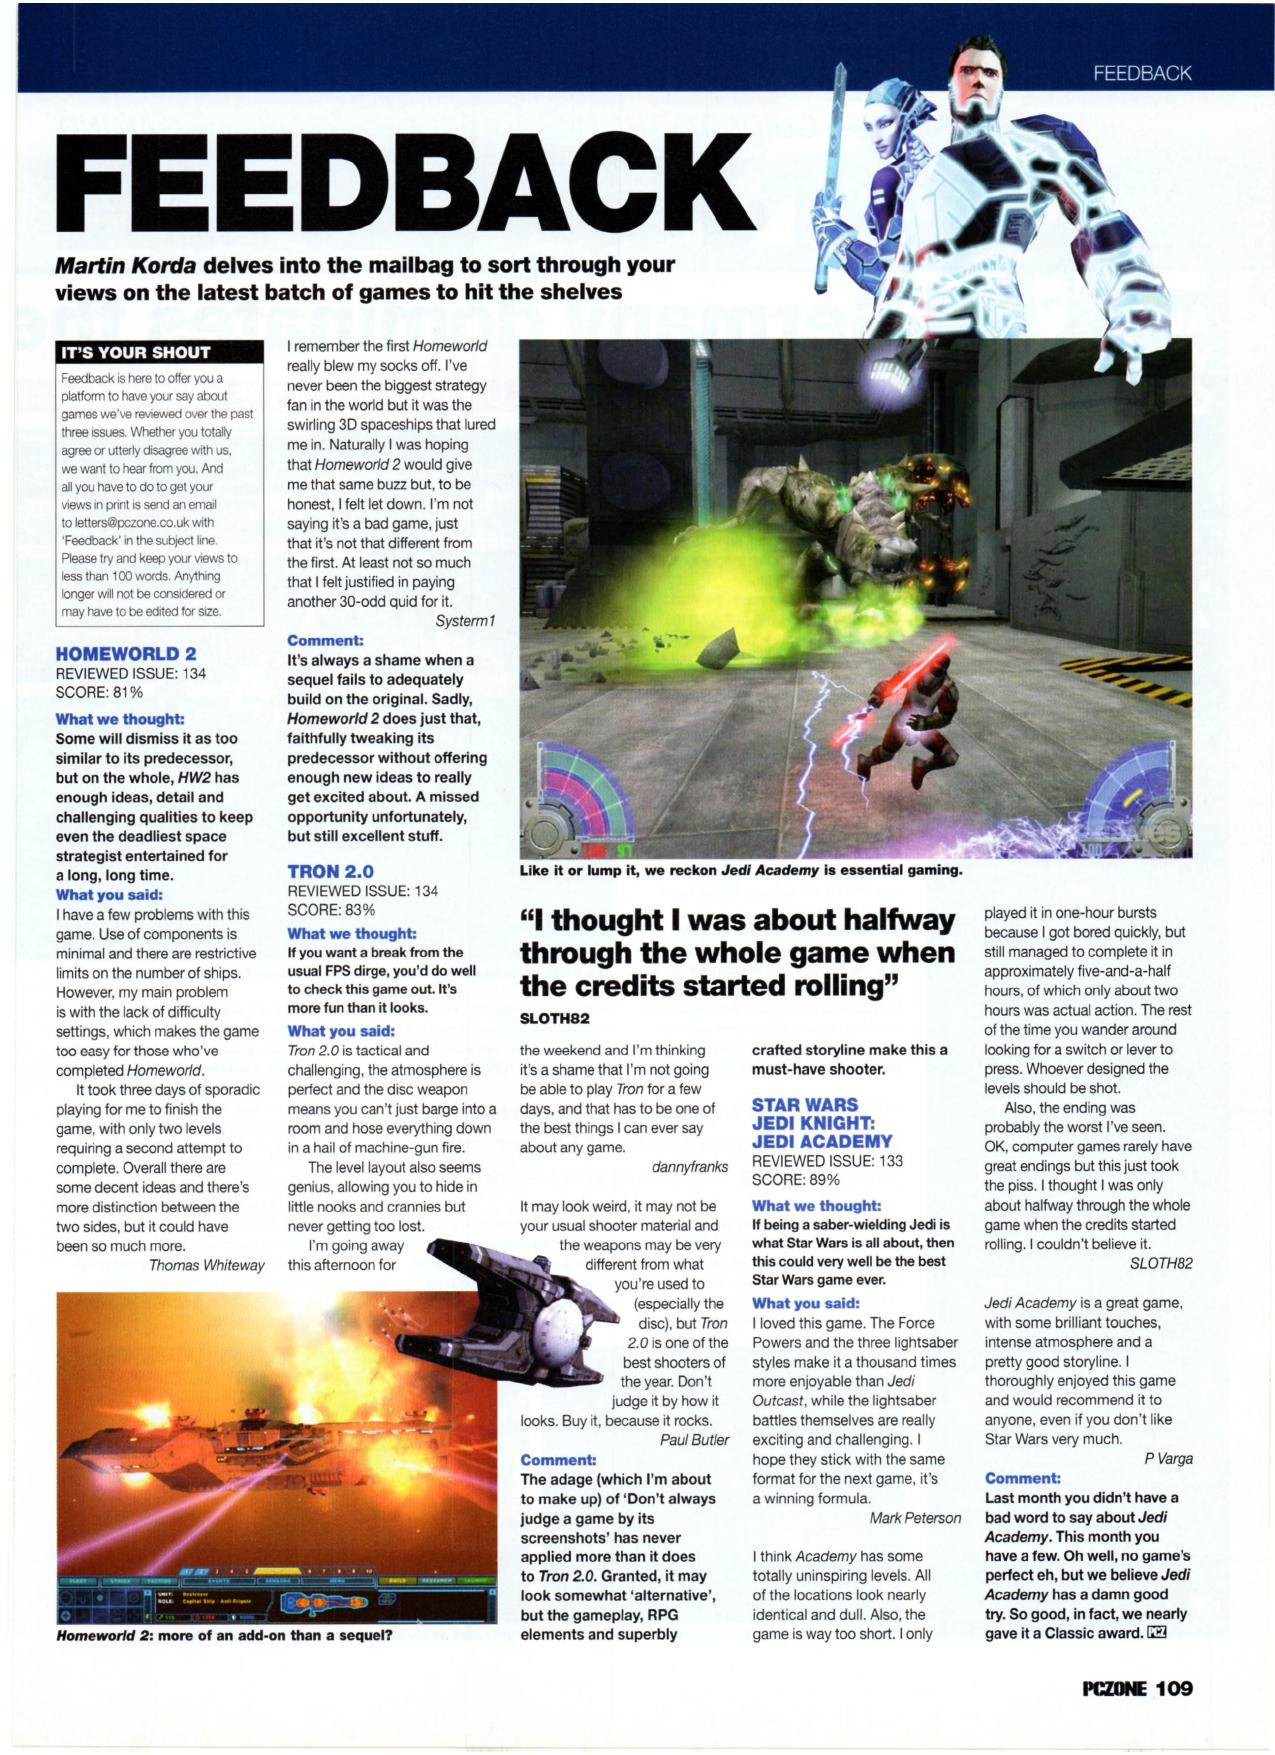 FEEDBACK
FEEDBACK
Martin Korda delves into the mailbag to sort through your
views on the latest batch of games to hit the shelves
IT'S YOUR SHOUT
Feedback is here to offer you a
platform to have your say about
games we've reviewed over the past
three issues. Whether you totally
agree or utterly disagree with us,
we want to hear from you. And
all you have to do to get your
views in print is send an email
to letters@pczone.co.uk with
'Feedback' in the subject line.
Please try and keep your views to
less than 100 words. Anything
longer will not be considered or
may have to be edited for size.
HOMEWORLD 2
REVIEWED ISSUE: 134
SCORE: 81%
What we thought:
Some will dismiss it as too
similar to its predecessor,
but on the whole, HW2 has
enough ideas, detail and
challenging qualities to keep
even the deadliest space
strategist entertained for
a long, long time.
What you said:
I have a few problems with this
game. Use of components is
minimal and there are restrictive
limits on the number of ships.
However, my main problem
is with the lack of difficulty
settings, which makes the game
too easy for those who've
completed Homeworld.
It took three days of sporadic
playing for me to finish the
game, with only two levels
requiring a second attempt to
complete. Overall there are
some decent ideas and there's
more distinction between the
two sides, but it could have
been so much more.
Thomas Whiteway
I remember the first Homeworld
really blew my socks off. I've
never been the biggest strategy
fan in the world but it was the
swirling 3D spaceships that lured
me in. Naturally I was hoping
that Homeworld 2 would give
me that same buzz but, to be
honest, I felt let down. I'm not
saying it's a bad game, just
that it's not that different from
the first. At least not so much
that I felt justified in paying
another 30-odd quid for it.
Systerm1
Comment:
It's always a shame when a
sequel fails to adequately
build on the original. Sadly,
Homeworld 2 does just that,
faithfully tweaking its
predecessor without offering
enough new ideas to really
get excited about. A missed
opportunity unfortunately,
but still excellent stuff.
TRON 2.0
REVIEWED ISSUE: 134
SCORE: 83%
What we thought:
If you want a break from the
usual FPS dirge, you'd do well
to check this game out. It's
more fun than it looks.
What you said:
Tron 2.0 is tactical and
challenging, the atmosphere is
perfect and the disc weapon
means you can't just barge into a
room and hose everything down
in a hail of machine-gun fire.
The level layout also seems
genius, allowing you to hide in
little nooks and crannies but
never getting too lost.
I'm going away
this afternoon for
Homeworld 2: more of an add-on than a sequel?
Like it or lump it, we reckon Jedi Academy is essential gaming.
"I thought I was about halfway
through the whole game when
the credits started rolling"
SLOTH82
the weekend and I'm thinking
it's a shame that I'm not going
be able to play Tron for a few
days, and that has to be one of
the best things I can ever say
about any game.
dannyfranks
It may look weird, it may not be
your usual shooter material and
the weapons may be very
different from what
you're used to
(especially the
disc), but Tron
2.0 is one of the
best shooters of
the year. Don't
judge it by how it
looks. Buy it, because it rocks.
Paul Butler
Comment:
The adage (which I'm about
to make up) of 'Don't always
judge a game by its
screenshots' has never
applied more than it does
to Tron 2.0. Granted, it may
look somewhat 'alternative',
but the gameplay, RPG
elements and superbly
crafted storyline make this a
must-have shooter.
STAR WARS
JEDI KNIGHT:
JEDI ACADEMY
REVIEWED ISSUE: 133
SCORE: 89%
What we thought:
If being a saber-wielding Jedi is
what Star Wars is all about, then
this could very well be the best
Star Wars game ever.
What you said:
I loved this game. The Force
Powers and the three lightsaber
styles make it a thousand times
more enjoyable than Jedi
Outcast, while the lightsaber
battles themselves are really
exciting and challenging. I
hope they stick with the same
format for the next game, it's
a winning formula.
Mark Peterson
I think Academy has some
totally uninspiring levels. All
of the locations look nearly
identical and dull. Also, the
game is way too short. I only
played it in one-hour bursts
because I got bored quickly, but
still managed to complete it in
approximately five-and-a-half
hours, of which only about two
hours was actual action. The rest
of the time you wander around
looking for a switch or lever to
press. Whoever designed the
levels should be shot.
Also, the ending was
probably the worst I've seen.
OK, computer games rarely have
great endings but this just took
the piss. I thought I was only
about halfway through the whole
game when the credits started
rolling. I couldn't believe it.
SLOTH82
Jedi Academy is a great game,
with some brilliant touches,
intense atmosphere and a
pretty good storyline. I
thoroughly enjoyed this game
and would recommend it to
anyone, even if you don't like
Star Wars very much.
P Varga
Comment:
Last month you didn't have a
bad word to say about Jedi
Academy. This month you
have a few. Oh well, no game's
perfect eh, but we believe Jedi
Academy has a damn good
try. So good, in fact, we nearly
gave it a Classic award. PCZ
PCZONE 109